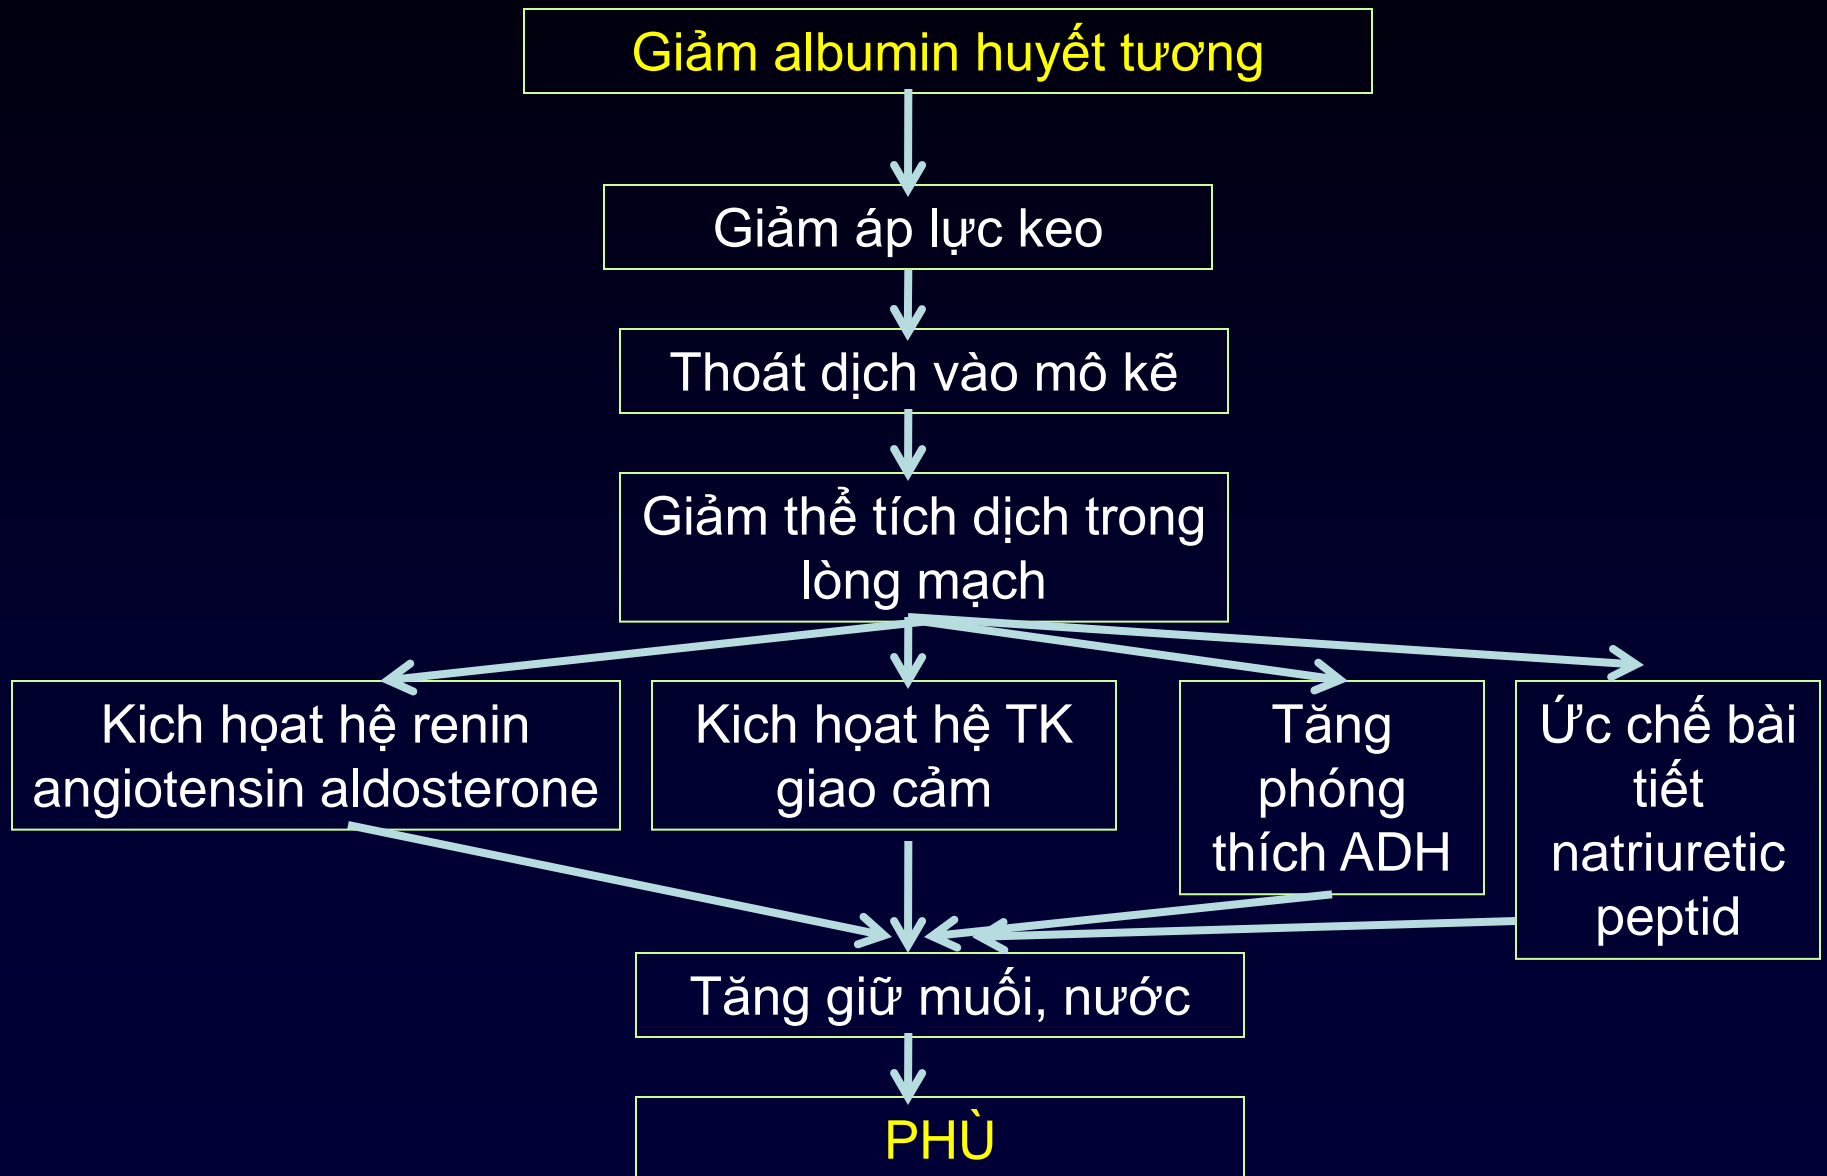 Giảm albumin huyết tương
Giảm áp lực keo
Thoát dịch vào mô kẽ
Giảm thể tích dịch trong
lòng mạch
Kich họat hệ renin
angiotensin aldosterone
Kich họat hệ TK
giao cảm
Tăng
phóng
thích ADH
Ức chế bài
tiết
natriuretic
peptid
Tăng giữ muối, nước
PHÙ